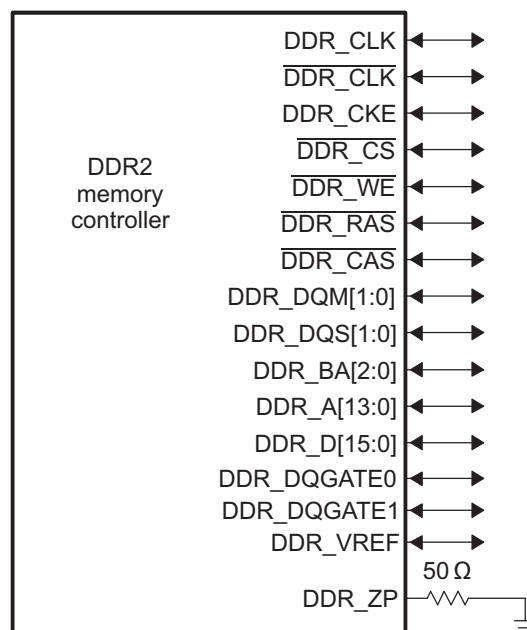 DDR_CLK
DDR_CLK
DDR_CKE
DDR_CS
DDR2
memory
controller
DDR_WE
DDR_RAS
DDR_CAS
DDR_DQM[1:0]
DDR_DQS[1:0]
DDR_BA[2:0]
DDR_A[13:0]
DDR_D[15:0]
DDR_DQGATE0
DDR_DQGATE1
DDR_VREF
50 Ω
DDR_ZP